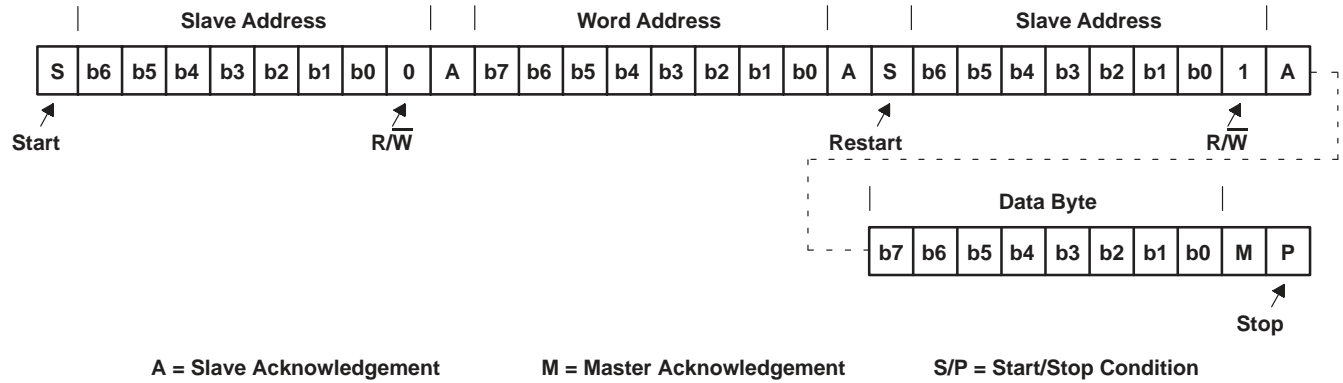 Slave Address Word Address Slave Address
S b6 b5 b4 b3 b2 b1 b0 0 A b7 b6 b5 b4 b3 b2 b1 b0 A S b6 b5 b4 b3 b2 b1 b0 1 A
Start R/W̅ Restart R/W̅
Data Byte
b7 b6 b5 b4 b3 b2 b1 b0 M P
Stop
A = Slave Acknowledgement M = Master Acknowledgement S/P = Start/Stop Condition